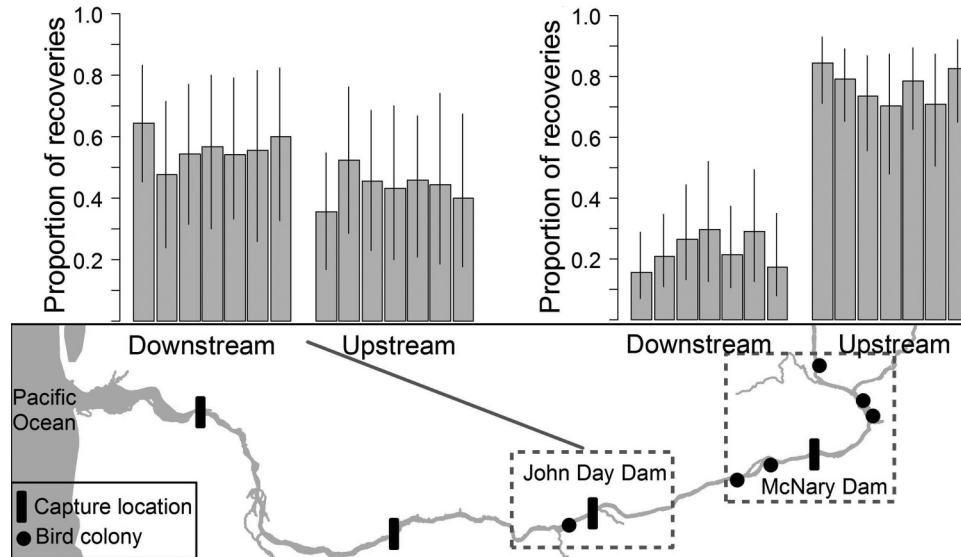 Proportion of recoveries
1.0
0.8
0.6
0.4
0.2
Downstream
Upstream
Proportion of recoveries
1.0
0.8
0.6
0.4
0.2
Downstream
Upstream
Pacific
Ocean
John Day Dam
McNary Dam
Capture location
Bird colony